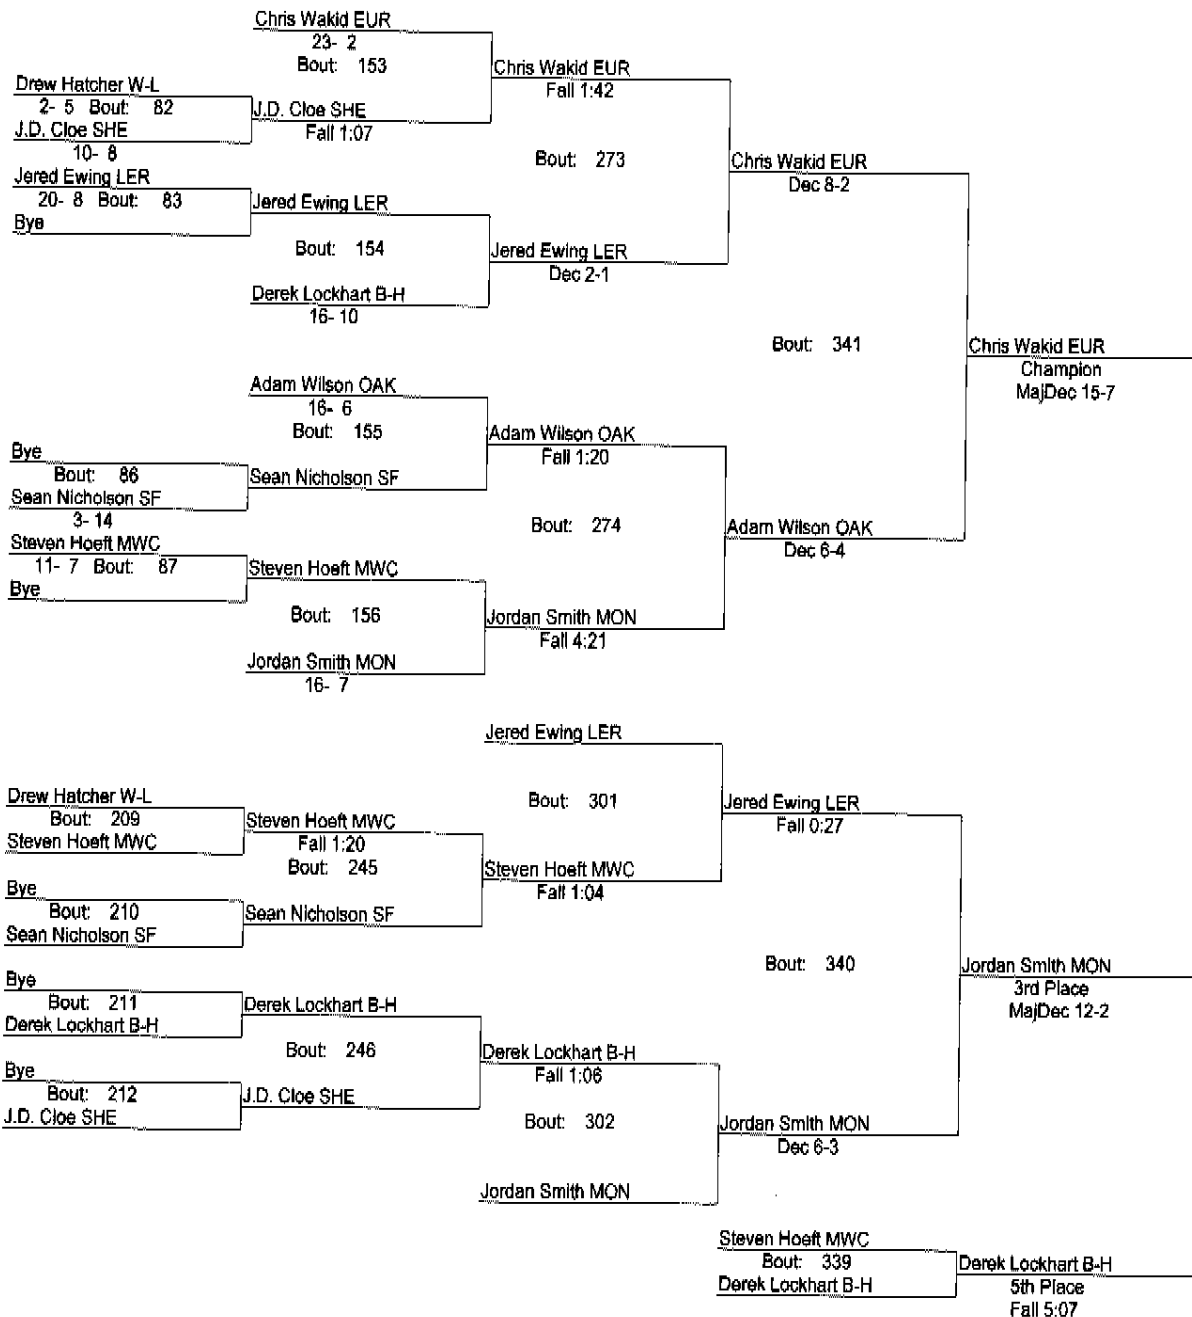 Chris Wakid EUR
23- 2
Bout: 153
Chris Wakid EUR
Fall 1:42
Drew Hatcher W-L
2- 5 Bout: 82
J.D. Cloe SHE
Fall 1:07
J.D. Cloe SHE
10- 8
Bout: 273
Chris Wakid EUR
Dec 8-2
Jered Ewing LER
20- 8 Bout: 83
Jered Ewing LER
Bye
Bout: 154
Jered Ewing LER
Dec 2-1
Derek Lockhart B-H
16- 10
Bout: 341
Chris Wakid EUR
Champion
MajDec 15-7
Adam Wilson OAK
16- 6
Bout: 155
Adam Wilson OAK
Fall 1:20
Bye
Bout: 86
Sean Nicholson SF
Sean Nicholson SF
3- 14
Bout: 274
Adam Wilson OAK
Dec 6-4
Steven Hoeft MWC
11- 7 Bout: 87
Steven Hoeft MWC
Bye
Bout: 156
Jordan Smith MON
Fall 4:21
Jordan Smith MON
16- 7
Jered Ewing LER
Drew Hatcher W-L
Bout: 209
Steven Hoeft MWC
Fall 1:20
Steven Hoeft MWC
Bout: 301
Jered Ewing LER
Fall 0:27
Bout: 245
Steven Hoeft MWC
Fall 1:04
Bye
Bout: 210
Sean Nicholson SF
Sean Nicholson SF
Bout: 340
Jordan Smith MON
3rd Place
MajDec 12-2
Bye
Bout: 211
Derek Lockhart B-H
Derek Lockhart B-H
Bout: 246
Derek Lockhart B-H
Fall 1:06
Bye
Bout: 212
J.D. Cloe SHE
J.D. Cloe SHE
Bout: 302
Jordan Smith MON
Dec 6-3
Jordan Smith MON
Steven Hoeft MWC
Bout: 339
Derek Lockhart B-H
Derek Lockhart B-H
5th Place
Fall 5:07